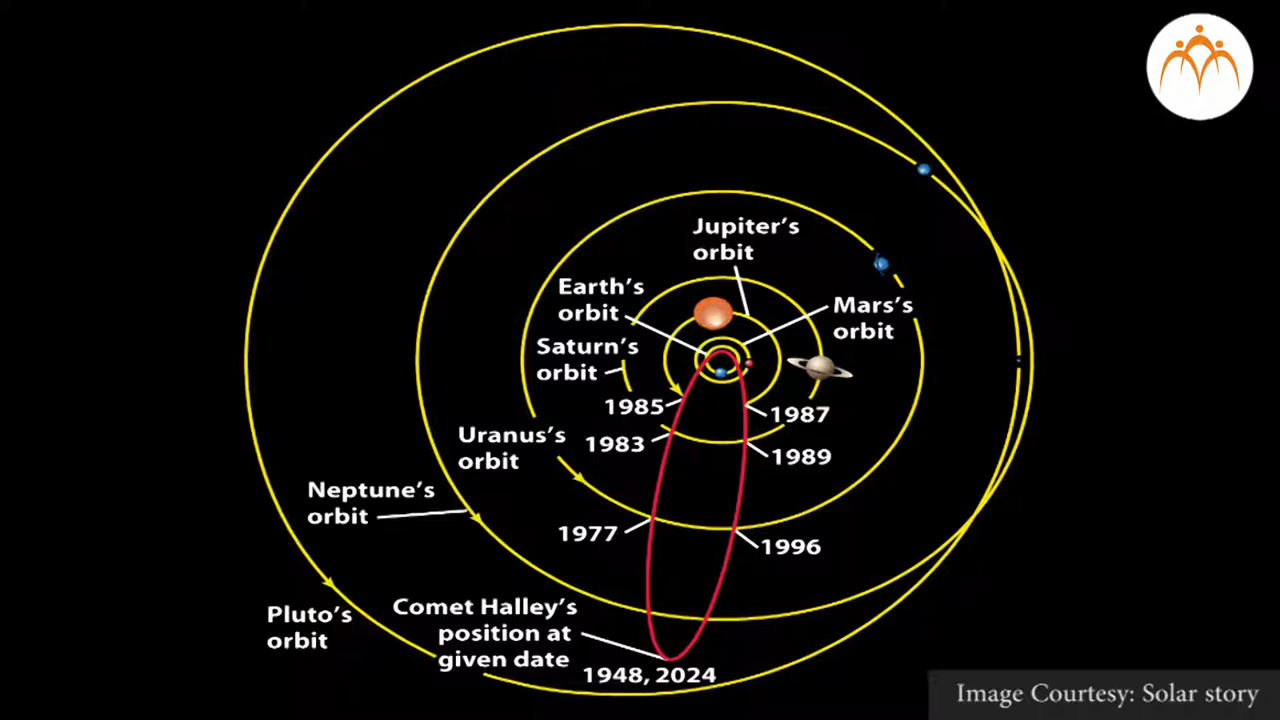 Jupiter's
orbit
Earth's
orbit
Mars's
orbit
Saturn's
orbit
1985
1987
1983
1989
Uranus's
orbit
Neptune's
orbit
1977
1996
Comet Halley's
position at
given date
1948, 2024
Pluto's
orbit
Image Courtesy: Solar story